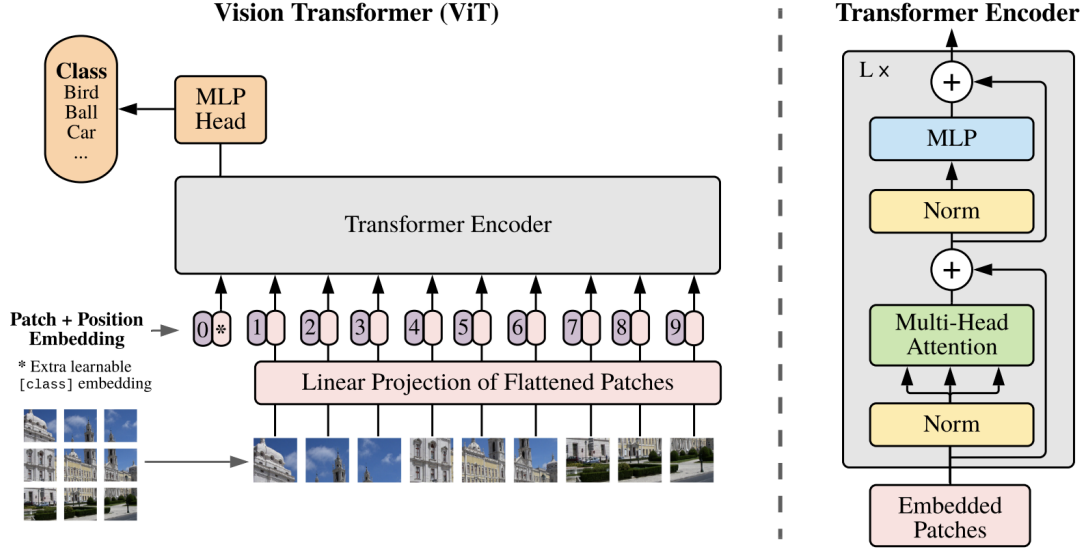 Vision Transformer (ViT)
Class
Bird
Ball
Car
...
MLP
Head
Transformer Encoder
Patch + Position
Embedding
0 *
1
2
3
4
5
6
7
8
9
* Extra learnable
[class] embedding
Linear Projection of Flattened Patches
Transformer Encoder
L ×
+
MLP
Norm
+
Multi-Head
Attention
Norm
Embedded
Patches